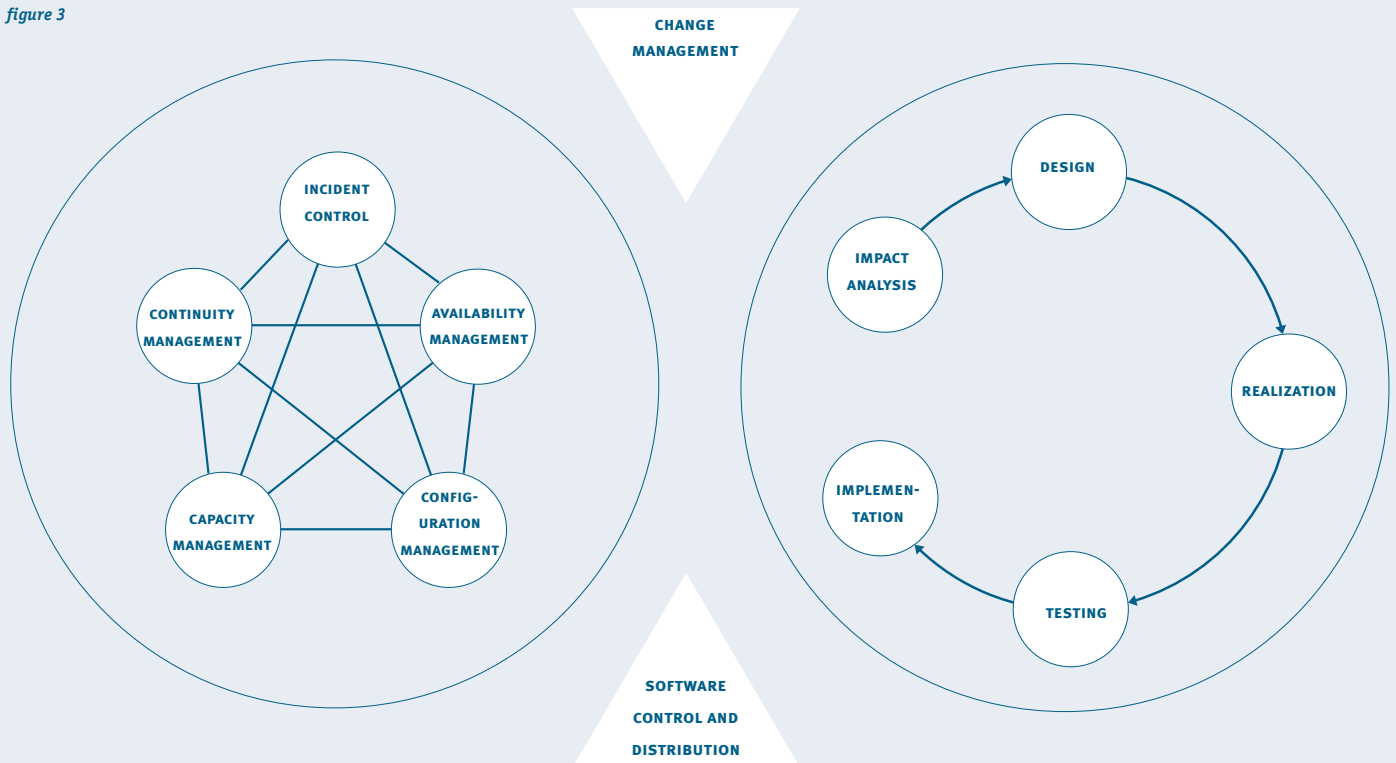 figure 3
CHANGE
MANAGEMENT
INCIDENT
CONTROL
CONTINUITY
MANAGEMENT
AVAILABILITY
MANAGEMENT
CAPACITY
MANAGEMENT
CONFIG-
URATION
MANAGEMENT
DESIGN
IMPACT
ANALYSIS
REALIZATION
IMPLEMEN-
TATION
TESTING
SOFTWARE
CONTROL AND
DISTRIBUTION